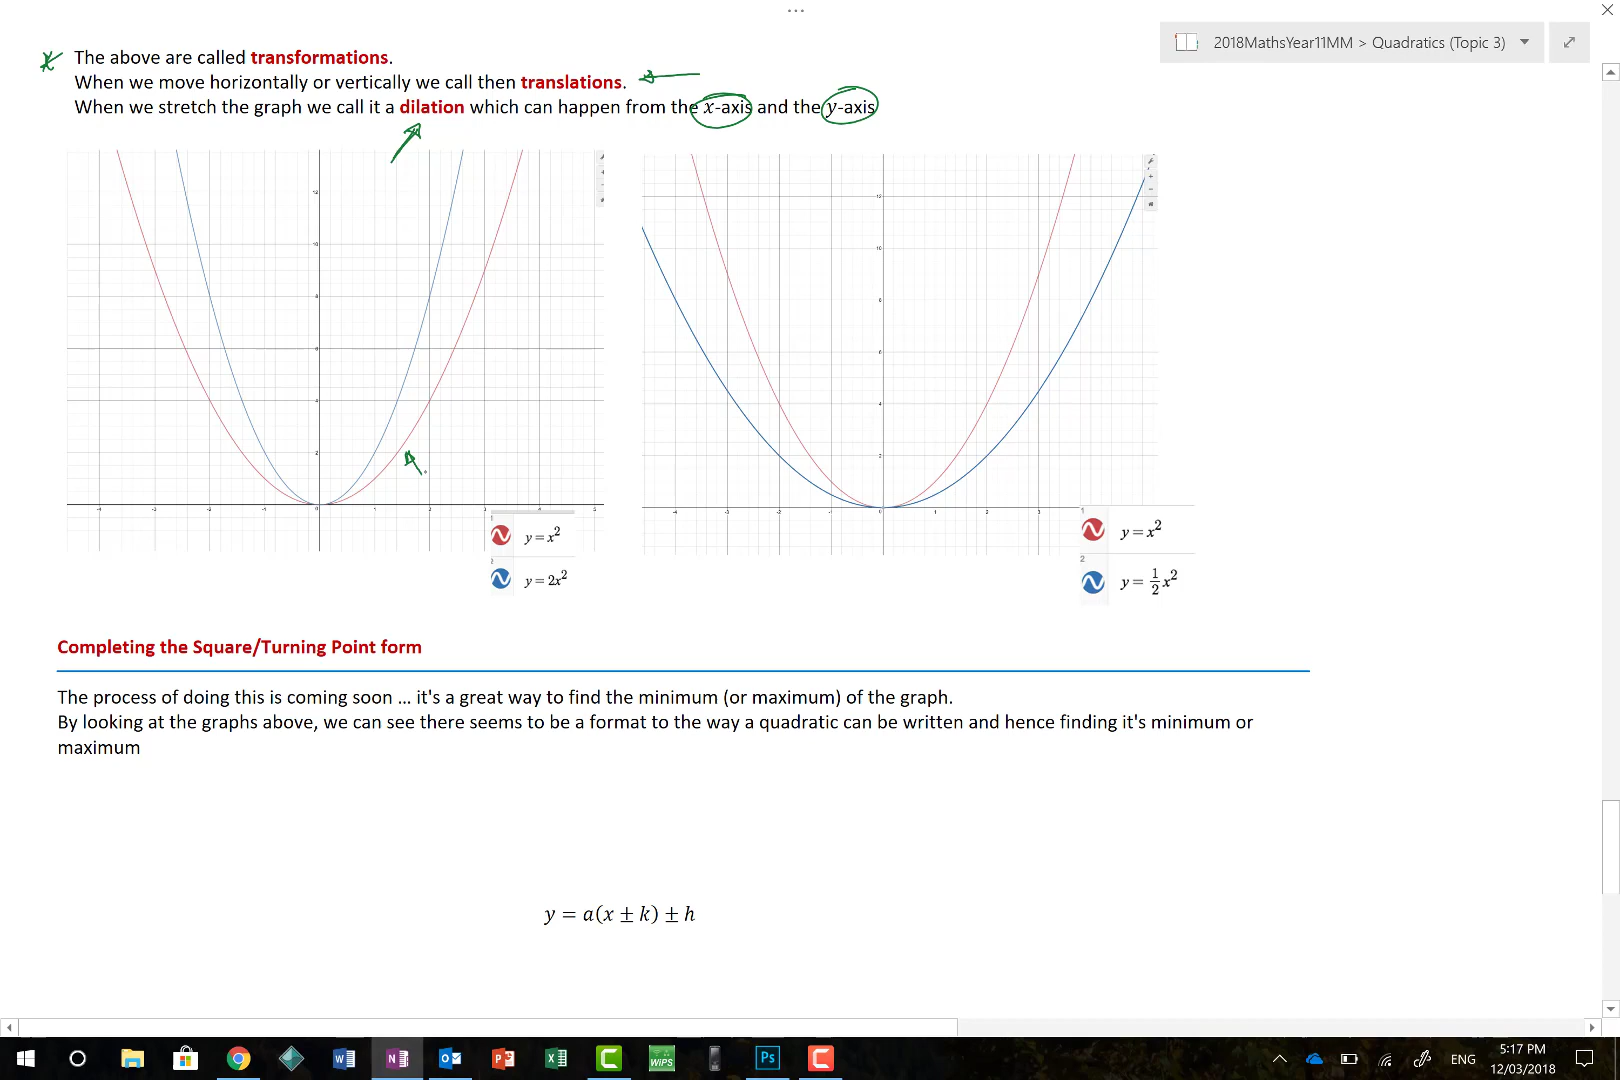 2018MathsYear11MM > Quadratics (Topic 3)
The above are called transformations.
When we move horizontally or vertically we call then translations.
When we stretch the graph we call it a dilation which can happen from the x-axis and the y-axis
y = x²
y = 2x²
y = x²
y = 1/2 x²
Completing the Square/Turning Point form
The process of doing this is coming soon ... it's a great way to find the minimum (or maximum) of the graph.
By looking at the graphs above, we can see there seems to be a format to the way a quadratic can be written and hence finding it's minimum or
maximum
y = a(x ± k) ± h
ENG
5:17 PM
12/03/2018